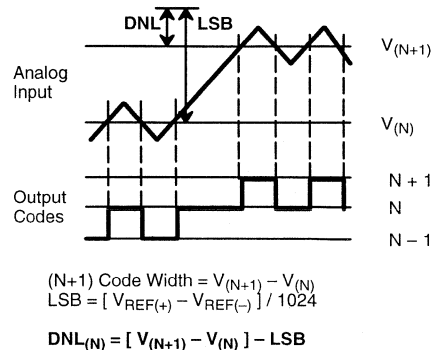 DNL LSB
V(N+1)
Analog
Input
V(N)
N + 1
Output
Codes
N
N – 1
(N+1) Code Width = V(N+1) – V(N)
LSB = [ VREF(+) – VREF(–) ] / 1024
DNL(N) = [ V(N+1) – V(N) ] – LSB